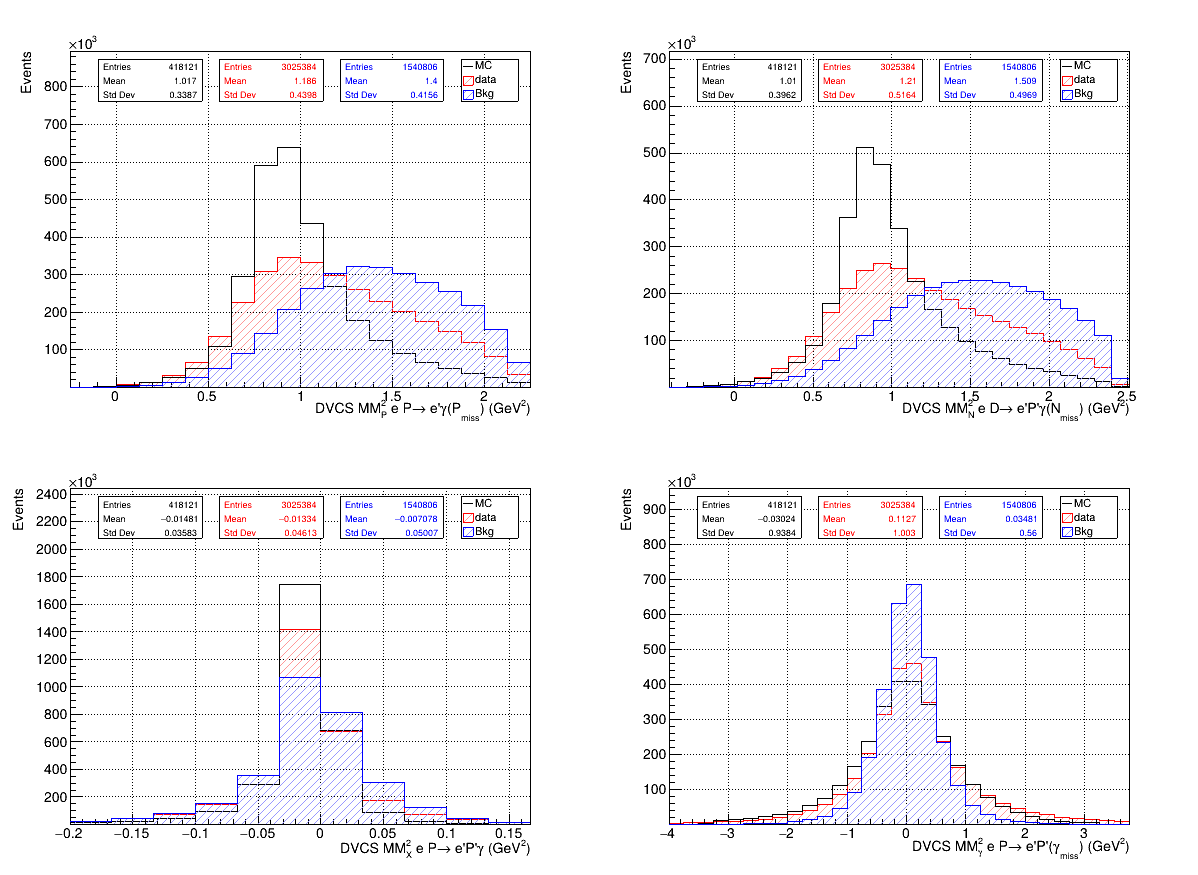 ×10³
Events
Entries 418121
Mean 1.017
Std Dev 0.3387
Entries 3025384
Mean 1.186
Std Dev 0.4398
Entries 1540806
Mean 1.4
Std Dev 0.4156
MC
data
Bkg
800
700
600
500
400
300
200
100
0 0.5 1 1.5 2
DVCS MM²_P e P→ e'γ(P_miss) (GeV²)
×10³
Events
Entries 418121
Mean 1.01
Std Dev 0.3962
Entries 3025384
Mean 1.21
Std Dev 0.5164
Entries 1540806
Mean 1.509
Std Dev 0.4969
MC
data
Bkg
700
600
500
400
300
200
100
0 0.5 1 1.5 2 2.5
DVCS MM²_N e D→ e'P'γ(N_miss) (GeV²)
×10³
Events
Entries 418121
Mean −0.01481
Std Dev 0.03583
Entries 3025384
Mean −0.01334
Std Dev 0.04613
Entries 1540806
Mean −0.007078
Std Dev 0.05007
MC
data
Bkg
2400
2200
1800
1600
1400
1200
1000
800
600
400
200
−0.2 −0.15 −0.1 −0.05 0 0.05 0.1 0.15
DVCS MM²_X e P→ e'P'γ (GeV²)
×10³
Events
Entries 418121
Mean −0.03024
Std Dev 0.9384
Entries 3025384
Mean 0.1127
Std Dev 1.003
Entries 1540806
Mean 0.03481
Std Dev 0.56
MC
data
Bkg
900
800
700
600
500
400
300
200
100
−4 −3 −2 −1 0 1 2 3
DVCS MM²_γ e P→ e'P'(γ_miss) (GeV²)